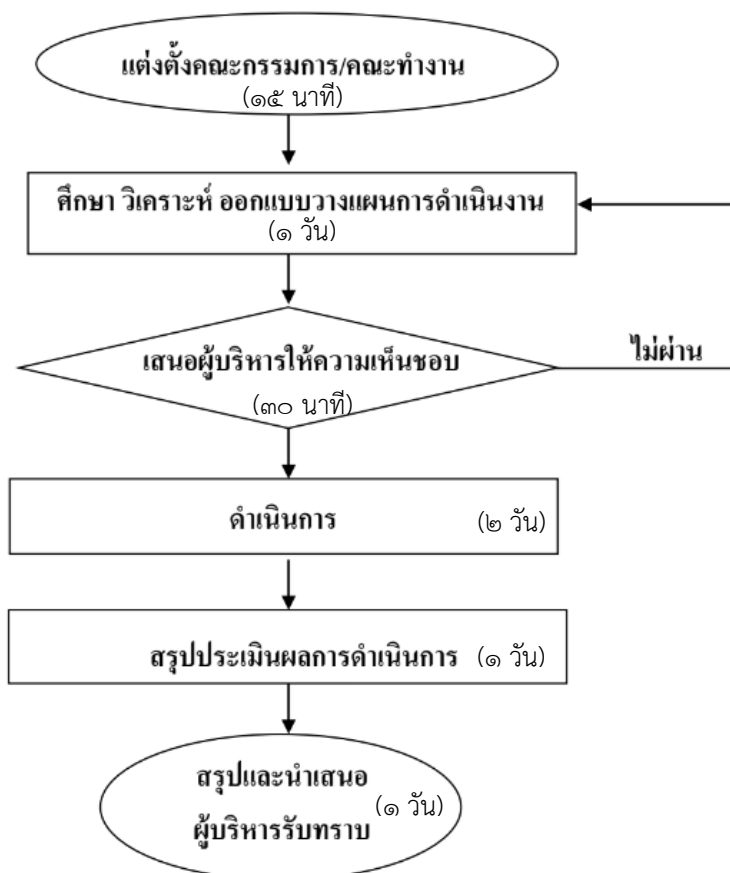 แต่งตั้งคณะกรรมการ/คณะทำงาน
(๑๕ นาที)
ศึกษา วิเคราะห์ ออกแบบวางแผนการดำเนินงาน
(๑ วัน)
เสนอผู้บริหารให้ความเห็นชอบ
ไม่ผ่าน
(๓๐ นาที)
ดำเนินการ (๒ วัน)
สรุปประเมินผลการดำเนินการ (๑ วัน)
สรุปและนำเสนอ
(๑ วัน)
ผู้บริหารรับทราบ